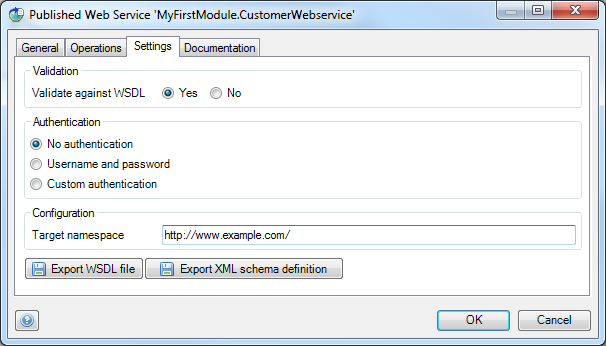 Published Web Service 'MyFirstModule.CustomerWebservice'
General Operations Settings Documentation
Validation
Validate against WSDL Yes No
Authentication
No authentication
Username and password
Custom authentication
Configuration
Target namespace http://www.example.com/
Export WSDL file Export XML schema definition
? OK Cancel